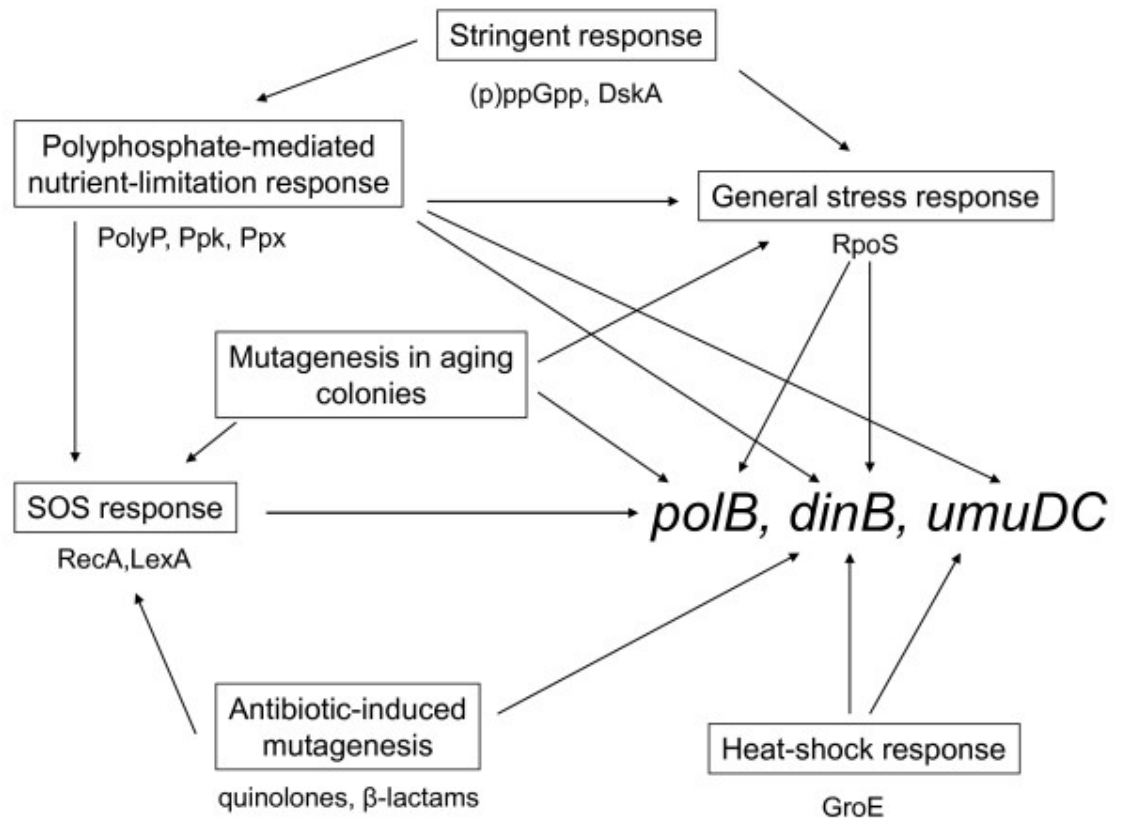 Stringent response
(p)ppGpp, DskA
Polyphosphate-mediated
nutrient-limitation response
PolyP, Ppk, Ppx
General stress response
RpoS
Mutagenesis in aging
colonies
SOS response
RecA,LexA
polB, dinB, umuDC
Antibiotic-induced
mutagenesis
quinolones, β-lactams
Heat-shock response
GroE